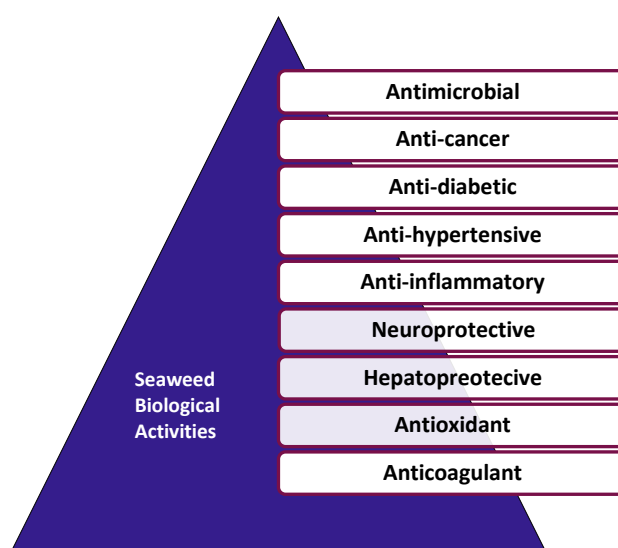 Antimicrobial
Anti-cancer
Anti-diabetic
Anti-hypertensive
Anti-inflammatory
Neuroprotective
Hepatopreotecive
Antioxidant
Anticoagulant
Seaweed
Biological
Activities